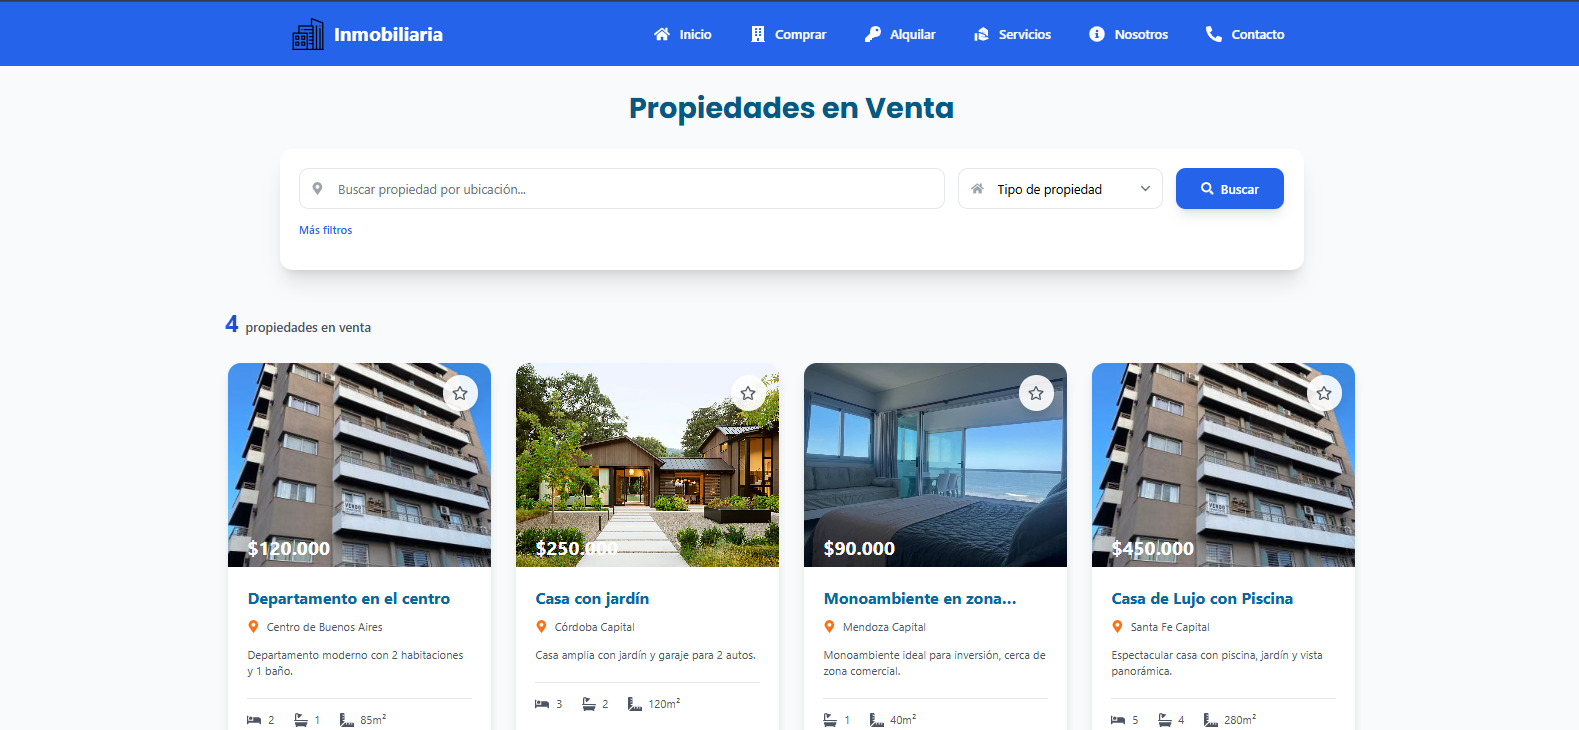 Inmobiliaria
Inicio
Comprar
Alquilar
Servicios
Nosotros
Contacto
Propiedades en Venta
Buscar propiedad por ubicación...
Tipo de propiedad
Buscar
Más filtros
4 propiedades en venta
VENDO
$120.000
Departamento en el centro
Centro de Buenos Aires
Departamento moderno con 2 habitaciones
y 1 baño.
2 1 85m²
$250.000
Casa con jardín
Córdoba Capital
Casa amplia con jardín y garaje para 2 autos.
3 2 120m²
$90.000
Monoambiente en zona...
Mendoza Capital
Monoambiente ideal para inversión, cerca de
zona comercial.
1 40m²
VENDO
$450.000
Casa de Lujo con Piscina
Santa Fe Capital
Espectacular casa con piscina, jardín y vista
panorámica.
5 4 280m²